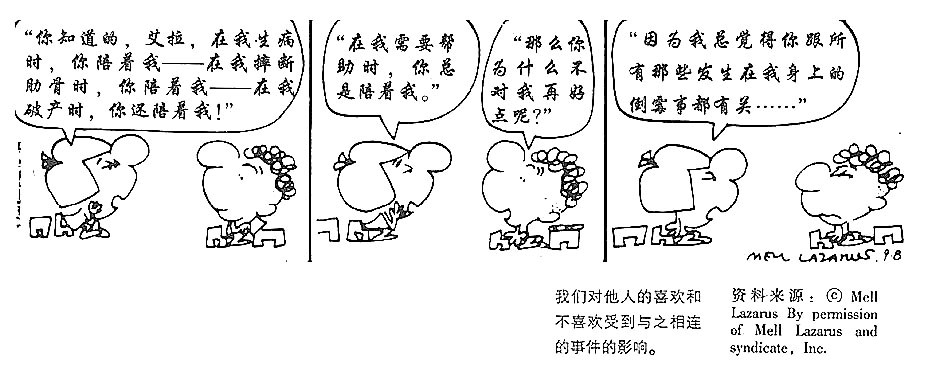 “你知道的，艾拉，在我生病
时，你陪着我——在我摔断
肋骨时，你陪着我——在我
破产时，你还陪着我！”
“在我需要帮
助时，你总
是陪着我。”
“那么你
为什么不
对我再好
点呢？”
“因为我总觉得你跟所
有那些发生在我身上的
倒霉事都有关……”
MELL LAZARUS. 98
我们对他人的喜欢和
不喜欢受到与之相连
的事件的影响。
资料来源：© Mell
Lazarus By permission
of Mell Lazarus and
syndicate, Inc.